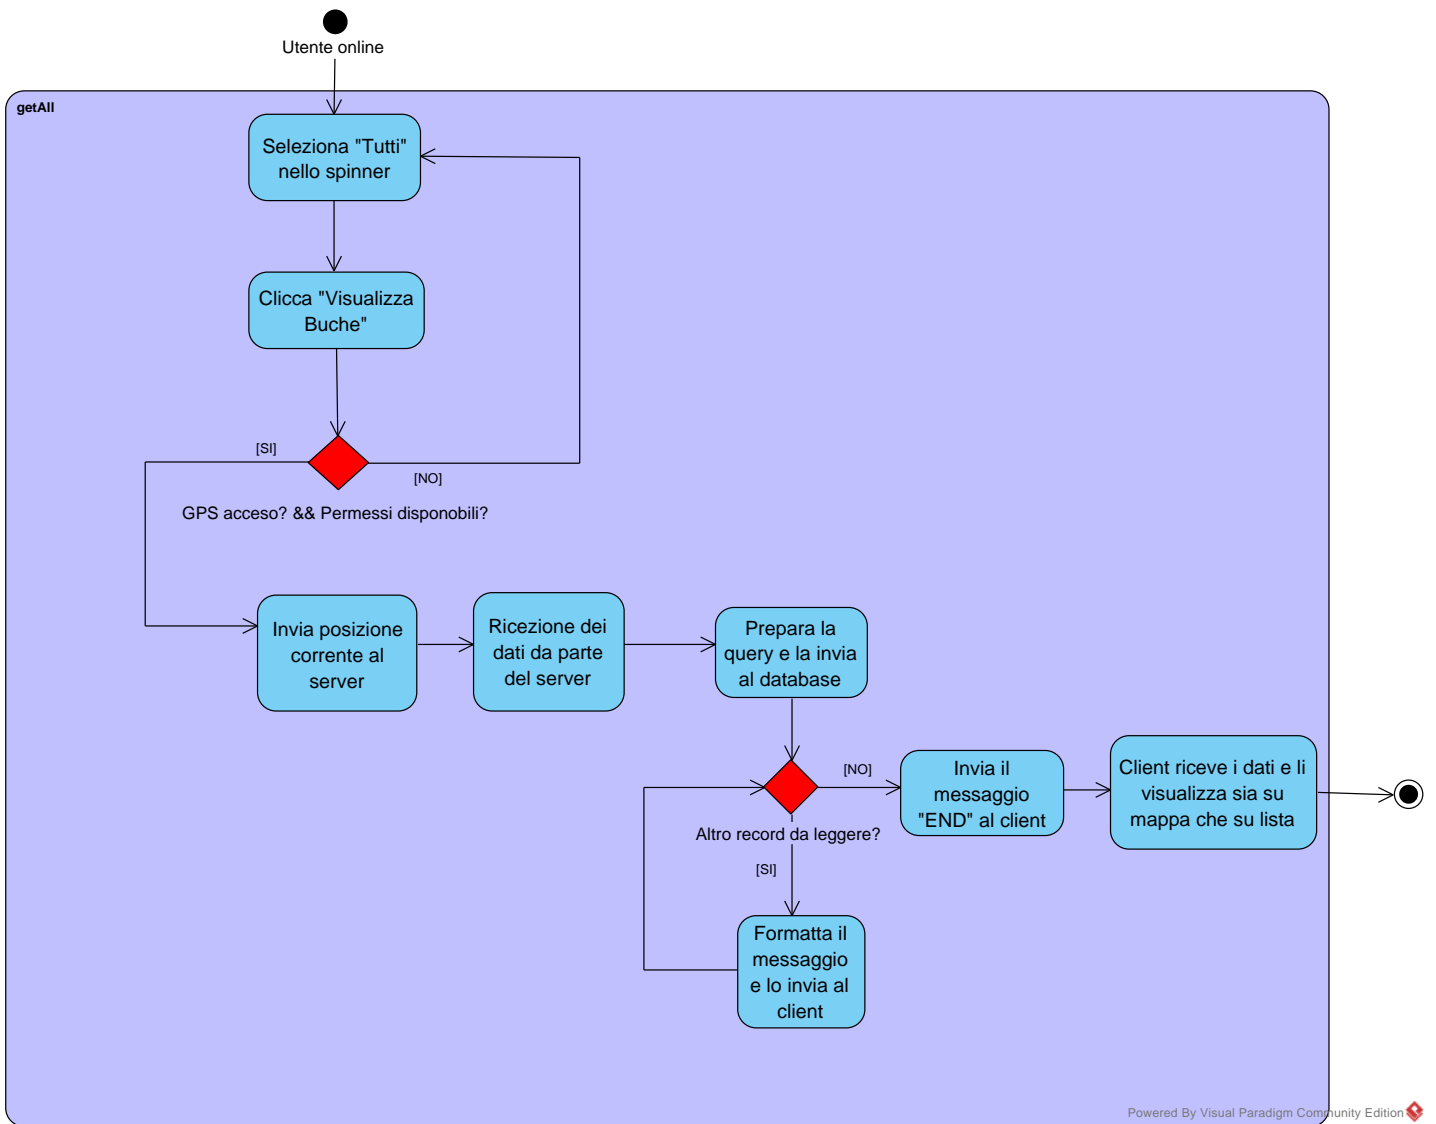 Utente online
getAll
Seleziona "Tutti"
nello spinner
Clicca "Visualizza
Buche"
[SI]
[NO]
GPS acceso? && Permessi disponobili?
Invia posizione
corrente al
server
Ricezione dei
dati da parte
del server
Prepara la
query e la invia
al database
[NO]
Invia il
messaggio
"END" al client
Client riceve i dati e li
visualizza sia su
mappa che su lista
Altro record da leggere?
[SI]
Formatta il
messaggio
e lo invia al
client
Powered By Visual Paradigm Community Edition